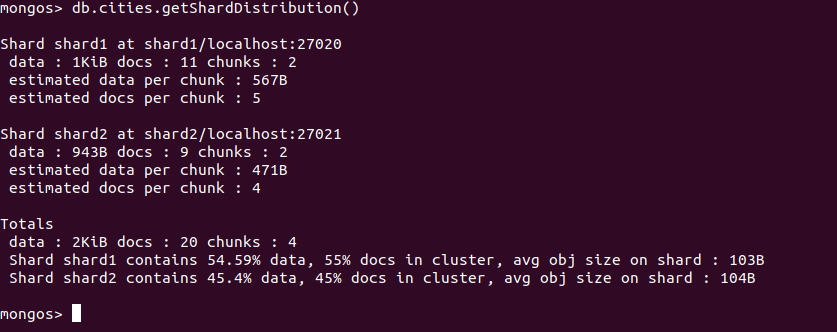 mongos> db.cities.getShardDistribution()
Shard shard1 at shard1/localhost:27020
data : 1KiB docs : 11 chunks : 2
estimated data per chunk : 567B
estimated docs per chunk : 5
Shard shard2 at shard2/localhost:27021
data : 943B docs : 9 chunks : 2
estimated data per chunk : 471B
estimated docs per chunk : 4
Totals
data : 2KiB docs : 20 chunks : 4
Shard shard1 contains 54.59% data, 55% docs in cluster, avg obj size on shard : 103B
Shard shard2 contains 45.4% data, 45% docs in cluster, avg obj size on shard : 104B
mongos>